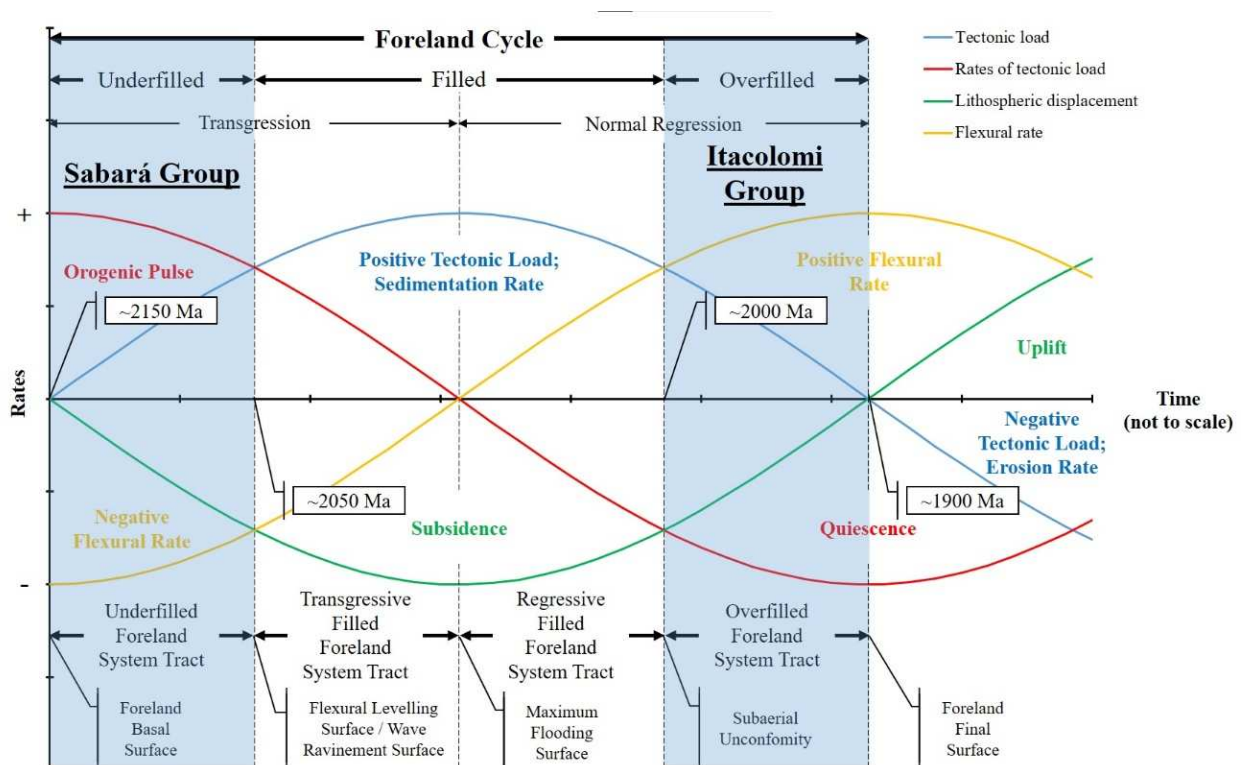 Foreland Cycle
Underfilled
Filled
Overfilled
Transgression
Normal Regression
Tectonic load
Rates of tectonic load
Lithospheric displacement
Flexural rate
Sabará Group
Itacolomi
Group
+
Orogenic Pulse
Positive Tectonic Load;
Sedimentation Rate
Positive Flexural
Rate
~2150 Ma
~2000 Ma
Uplift
Rates
Time
(not to scale)
Negative
Tectonic Load;
Erosion Rate
~2050 Ma
~1900 Ma
Negative
Flexural Rate
Subsidence
Quiescence
-
Underfilled
Foreland
System Tract
Transgressive
Filled
Foreland
System Tract
Regressive
Filled
Foreland
System Tract
Overfilled
Foreland
System Tract
Foreland
Basal
Surface
Flexural Levelling
Surface / Wave
Ravinement Surface
Maximum
Flooding
Surface
Subaerial
Unconfomity
Foreland
Final
Surface